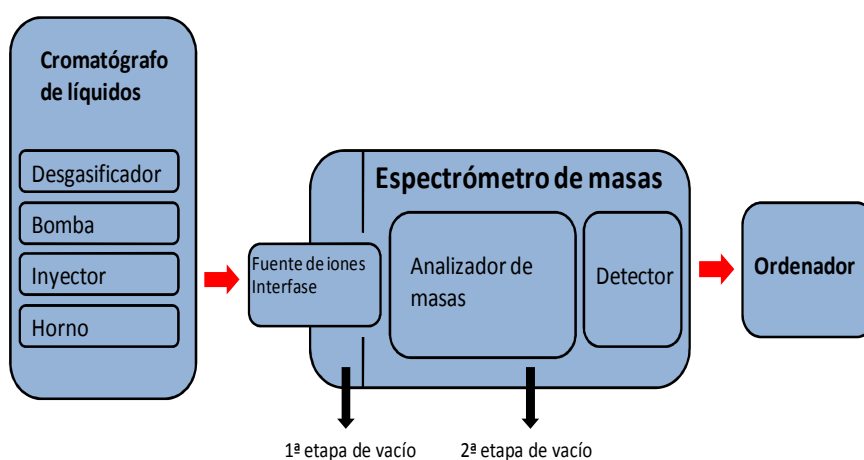 Cromatógrafo
de líquidos
Desgasificador
Bomba
Inyector
Horno
Fuente de iones
Interfase
Espectrómetro de masas
Analizador de
masas
Detector
Ordenador
1ª etapa de vacío
2ª etapa de vacío